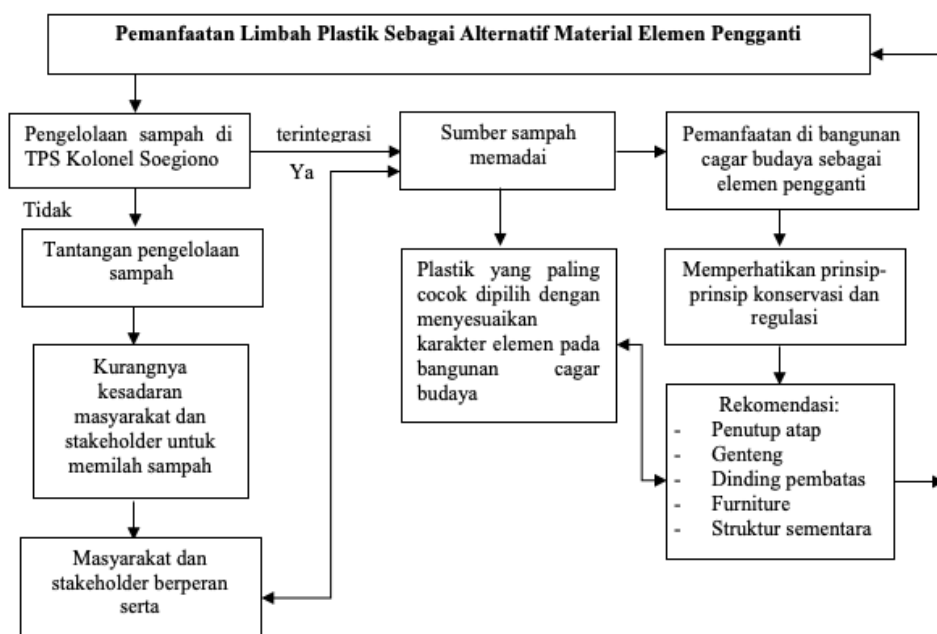 Pemanfaatan Limbah Plastik Sebagai Alternatif Material Elemen Pengganti
Pengelolaan sampah di
TPS Kolonel Soegiono
terintegrasi
Ya
Sumber sampah
memadai
Pemanfaatan di bangunan
cagar budaya sebagai
elemen pengganti
Tidak
Tantangan pengelolaan
sampah
Plastik yang paling
cocok dipilih dengan
menyesuaikan
karakter elemen pada
bangunan cagar
budaya
Memperhatikan prinsip-
prinsip konservasi dan
regulasi
Kurangnya
kesadaran
masyarakat dan
stakeholder untuk
memilah sampah
Rekomendasi:
- Penutup atap
- Genteng
- Dinding pembatas
- Furniture
- Struktur sementara
Masyarakat dan
stakeholder berperan
serta